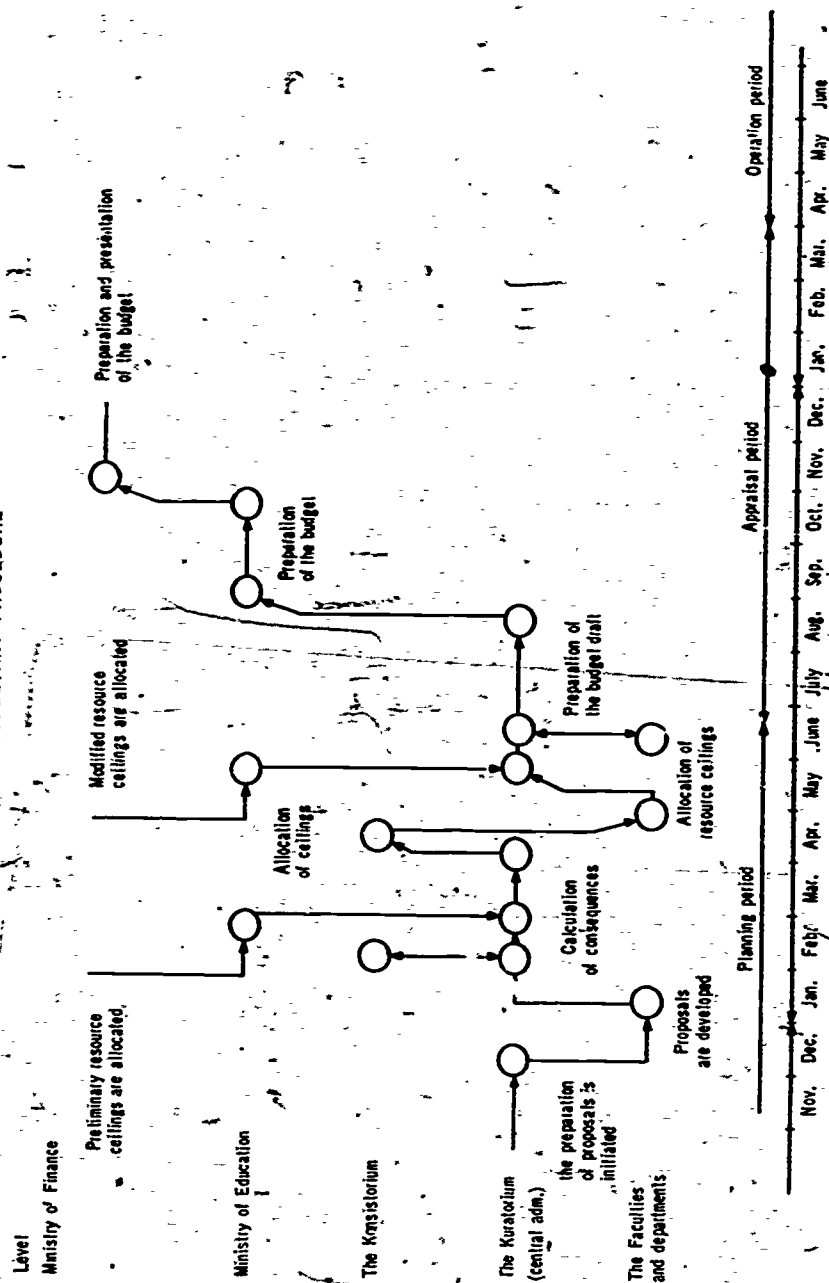 Level
Ministry of Finance
Preliminary resource
ceilings are allocated
Modified resource
ceilings are allocated
Preparation and presentation
of the budget
Ministry of Education
Preparation
of the budget
The Konsistorium
Allocation
of ceilings
The Kuratorium
(central adm.)
the preparation
of proposals is
initiated
Calculation
of consequences
Preparation of
the budget draft
The Faculties
and departments
Proposals
are developed
Allocation of
resource ceilings
Planning period
Appraisal period
Operation period
Nov. Dec. Jan. Feb. Mar. Apr. May June July Aug. Sep. Oct. Nov. Dec. Jan. Feb. Mar. Apr. May June